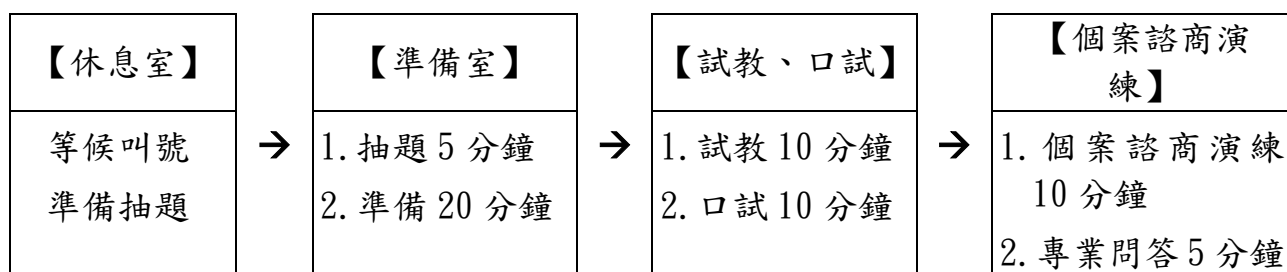 【休息室】
等候叫號
準備抽題
→
【準備室】
1.抽題5分鐘
2.準備20分鐘
→
【試教、口試】
1.試教10分鐘
2.口試10分鐘
→
【個案諮商演
練】
1.個案諮商演練
10分鐘
2.專業問答5分鐘